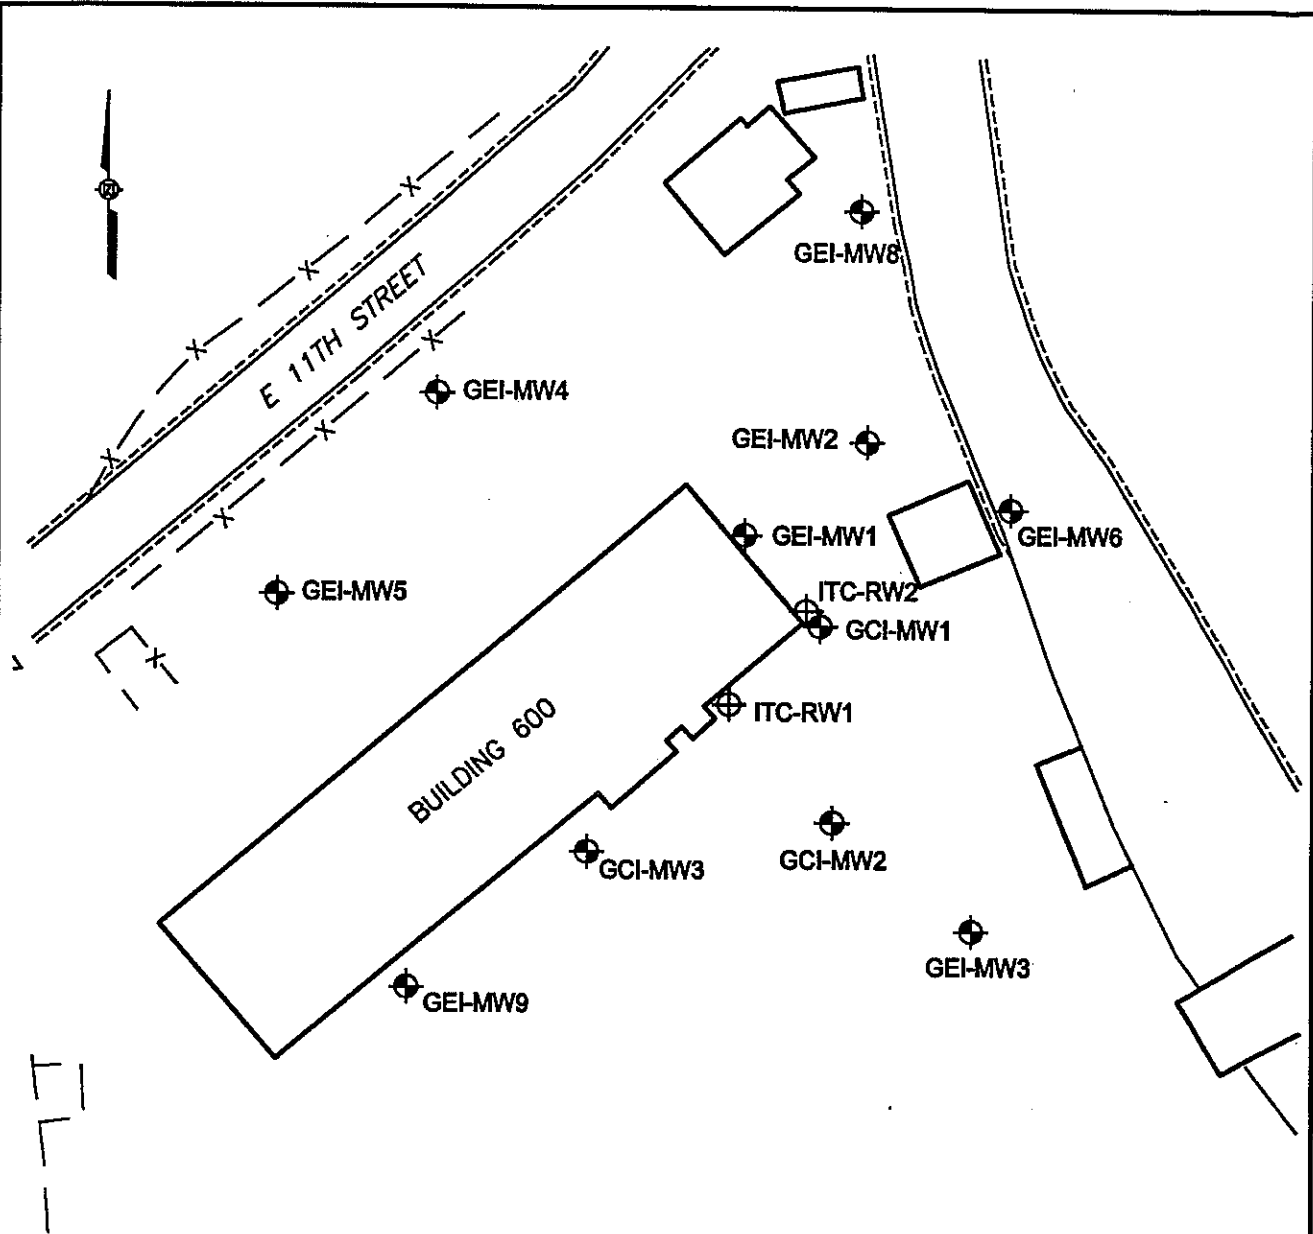 GEI-MW8
E 11TH STREET
GEI-MW4
GEI-MW2
GEI-MW1
GEI-MW6
GEI-MW5
ITC-RW2
GCI-MW1
ITC-RW1
BUILDING 600
GCI-MW2
GCI-MW3
GEI-MW3
GEI-MW9